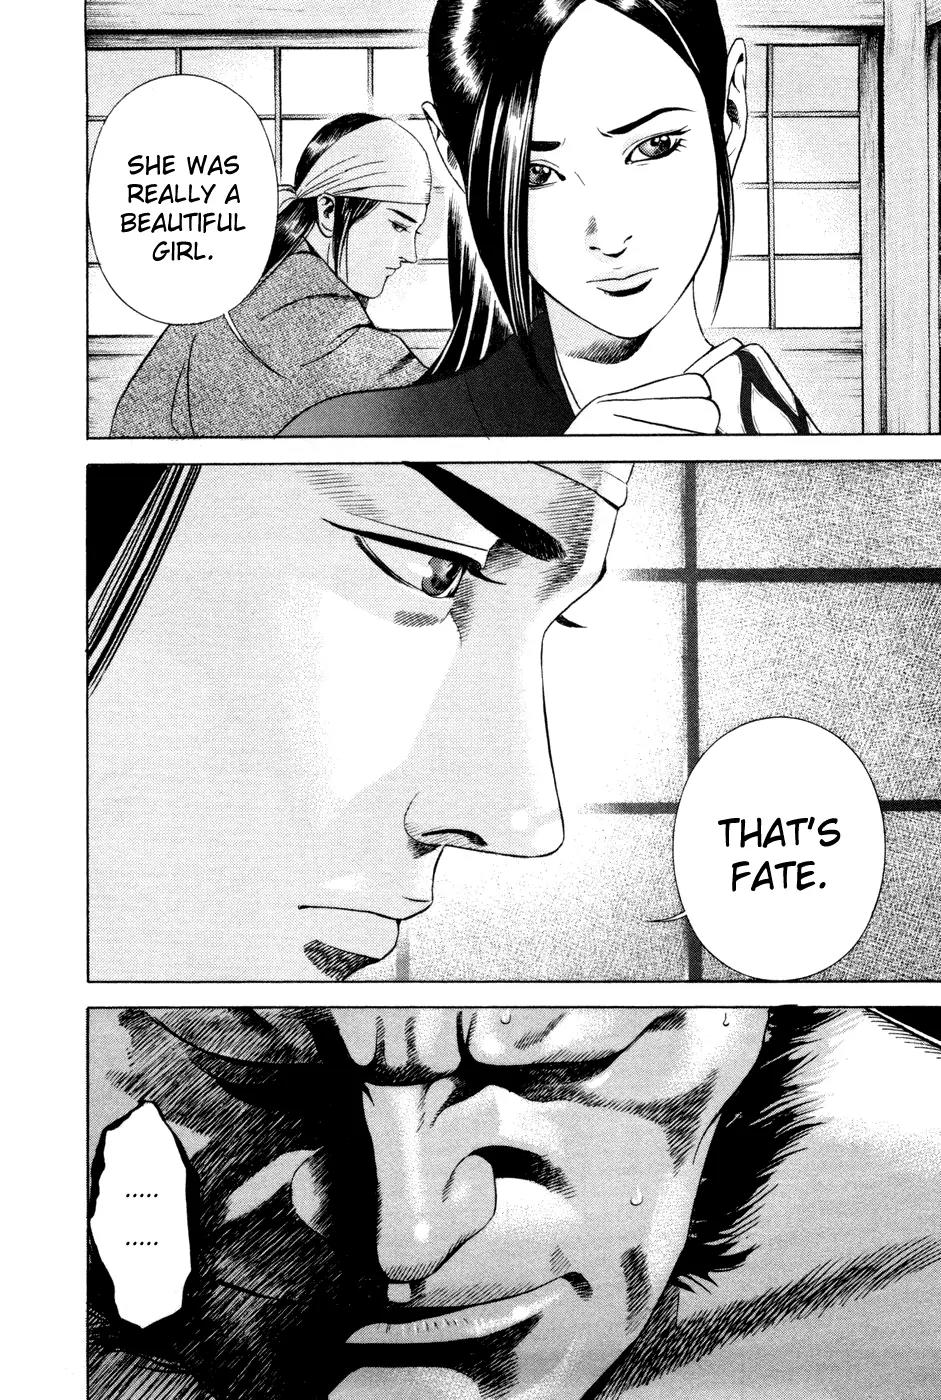 SHE WAS
REALLY A
BEAUTIFUL
GIRL.
THAT'S
FATE.
.....
.....